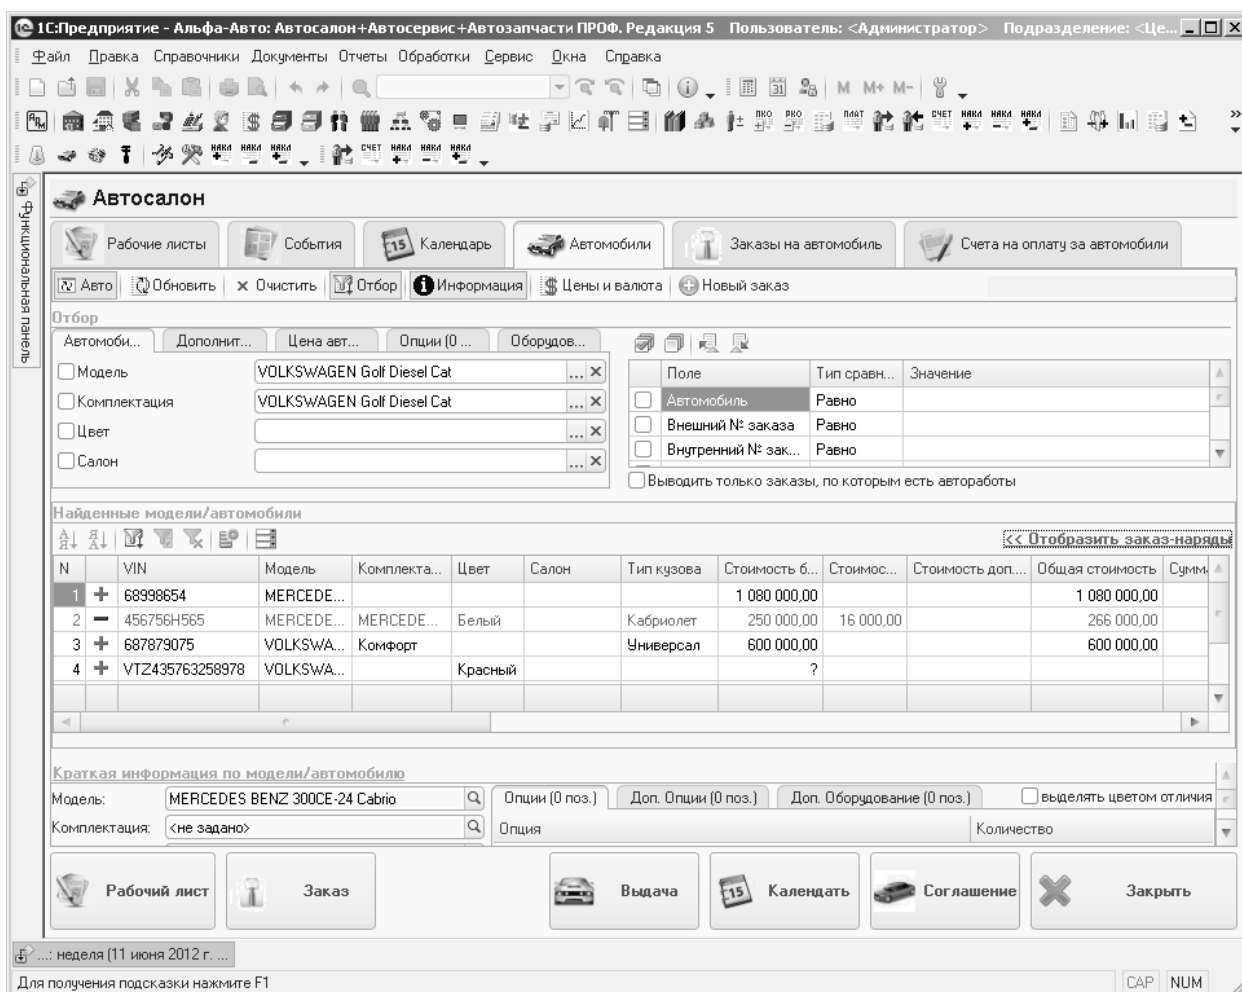 1С:Предприятие - Альфа-Авто: Автосалон+Автосервис+Автозапчасти ПРОФ. Редакция 5 Пользователь: <Администратор> Подразделение: <Це...
Файл Правка Справочники Документы Отчеты Обработки Сервис Окна Справка
M M+ M-
Функциональная панель
Автосалон
Рабочие листы События Календарь Автомобили Заказы на автомобиль Счета на оплату за автомобили
Авто Обновить Очистить Отбор Информация Цены и валюта Новый заказ
Отбор
Автомоби... Дополнит... Цена авт... Опции (0 ... Оборудов...
Модель VOLKSWAGEN Golf Diesel Cat ...
Комплектация VOLKSWAGEN Golf Diesel Cat ...
Цвет ...
Салон ...
Поле Тип сравн... Значение
Автомобиль Равно
Внешний № заказа Равно
Внутренний № зак... Равно
Выводить только заказы, по которым есть автоработы
Найденные модели/автомобили
<< Отобразить заказ-наряды
N VIN Модель Комплекта... Цвет Салон Тип кузова Стоимость б... Стоимос... Стоимость доп.... Общая стоимость Сумм
1 68998654 MERCEDE... 1 080 000,00 1 080 000,00
2 456756H565 MERCEDE... MERCEDE... Белый Кабриолет 250 000,00 16 000,00 266 000,00
3 687879075 VOLKSWA... Комфорт Универсал 600 000,00 600 000,00
4 VTZ435763258978 VOLKSWA... Красный ?
Краткая информация по модели/автомобилю
Модель: MERCEDES BENZ 300CE-24 Cabrio
Комплектация: <не задано>
Опции (0 поз.) Доп. Опции (0 поз.) Доп. Оборудование (0 поз.) выделять цветом отличия
Опция Количество
Рабочий лист Заказ Выдача Календать Соглашение Закрыть
...: неделя (11 июня 2012 г. ...
Для получения подсказки нажмите F1 CAP NUM